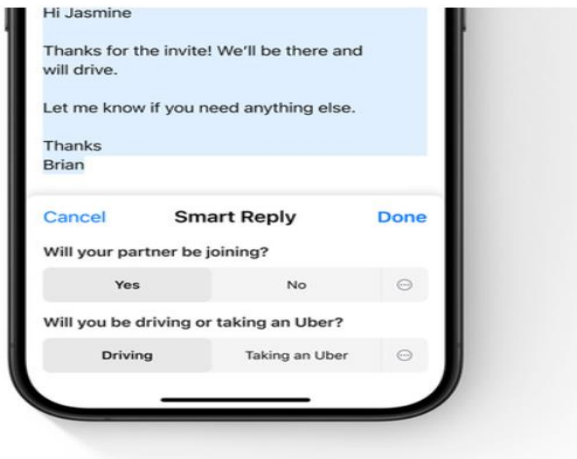 Hi Jasmine
Thanks for the invite! We'll be there and
will drive.
Let me know if you need anything else.
Thanks
Brian
Cancel Smart Reply Done
Will your partner be joining?
Yes No
Will you be driving or taking an Uber?
Driving Taking an Uber